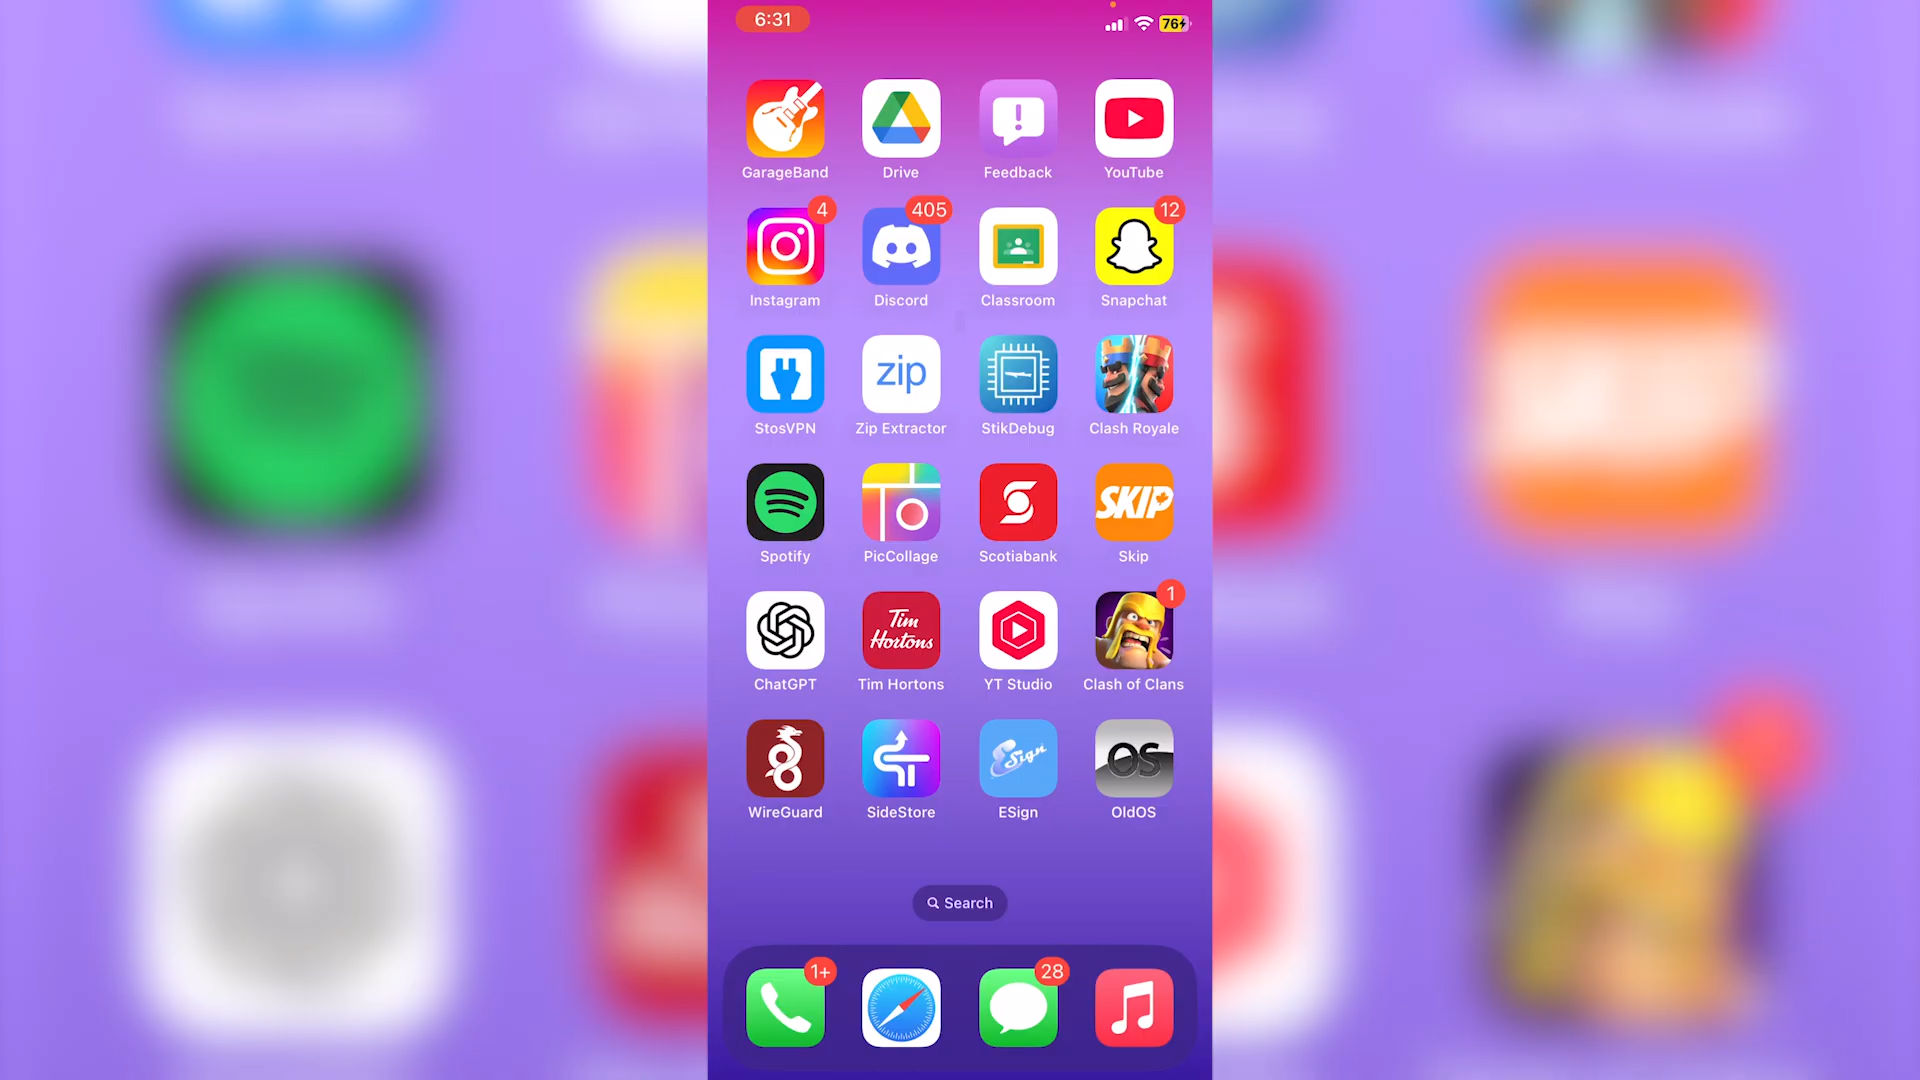 6:31
76
GarageBand
Drive
Feedback
YouTube
4
405
12
Instagram
Discord
Classroom
Snapchat
zip
StosVPN
Zip Extractor
StikDebug
Clash Royale
SKIP
Spotify
PicCollage
Scotiabank
Skip
Tim
Hortons
1
ChatGPT
Tim Hortons
YT Studio
Clash of Clans
ESign
OS
WireGuard
SideStore
ESign
OldOS
Search
1+
28